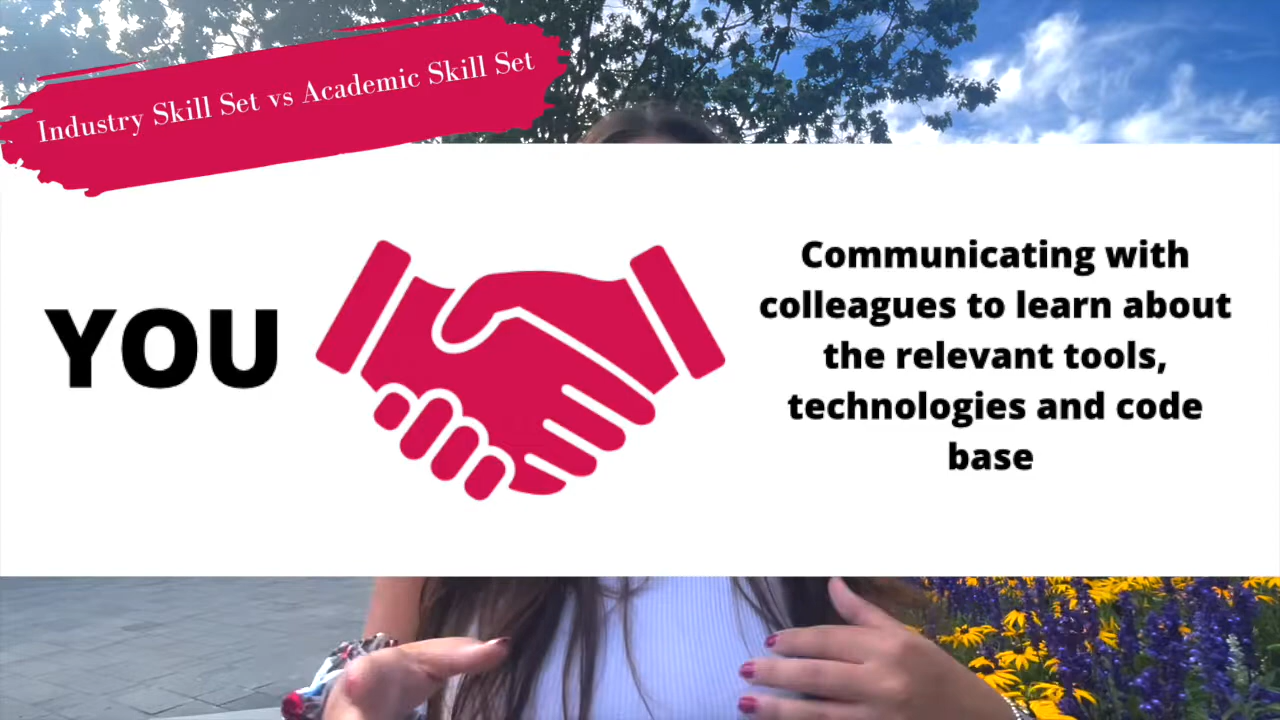 Industry Skill Set vs Academic Skill Set
YOU
Communicating with
colleagues to learn about
the relevant tools,
technologies and code
base